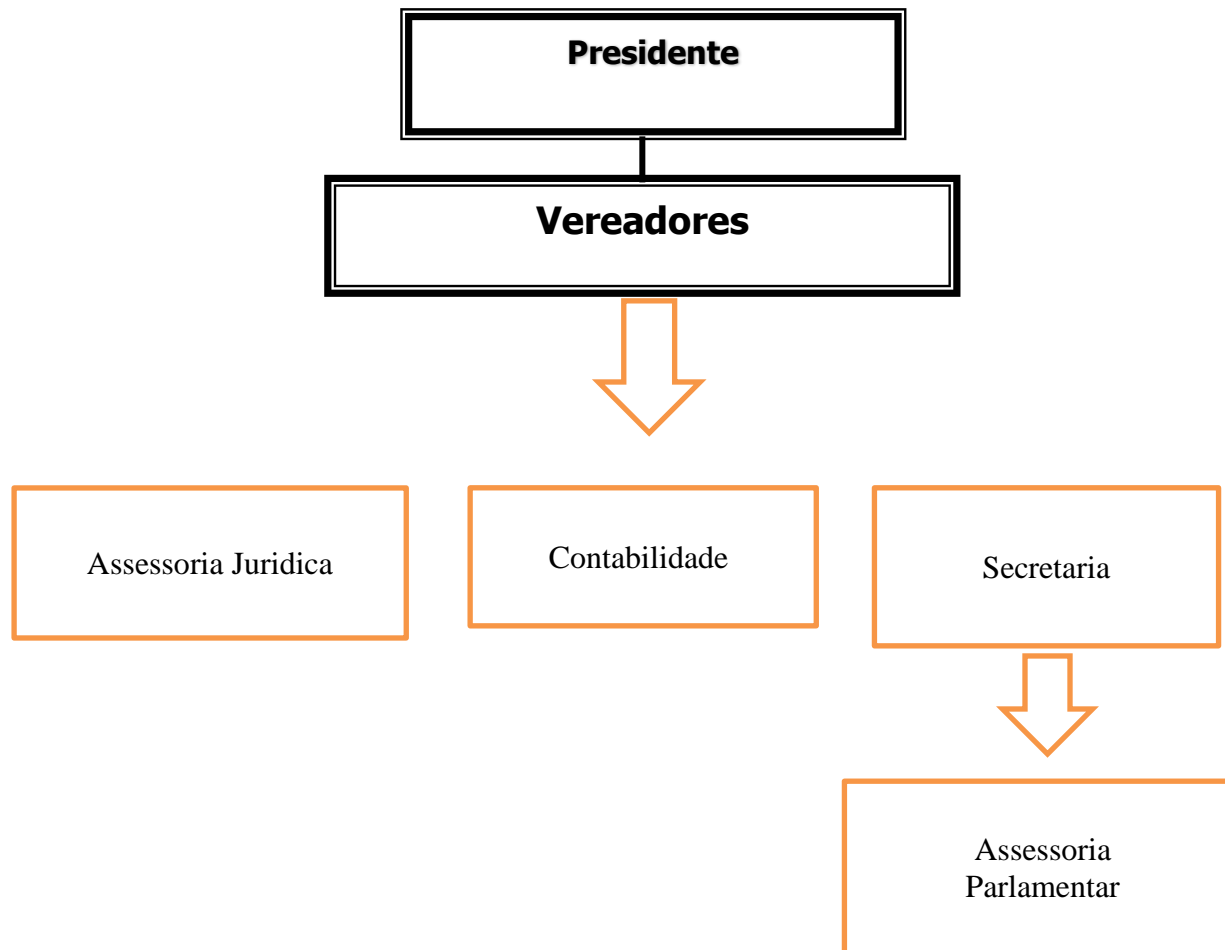 Presidente
Vereadores
Assessoria Juridica
Contabilidade
Secretaria
Assessoria
Parlamentar